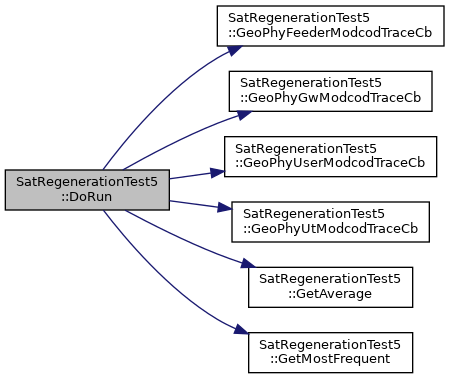 SatRegenerationTest5
::GeoPhyFeederModcodTraceCb
SatRegenerationTest5
::GeoPhyGwModcodTraceCb
SatRegenerationTest5
::GeoPhyUserModcodTraceCb
SatRegenerationTest5
::DoRun
SatRegenerationTest5
::GeoPhyUtModcodTraceCb
SatRegenerationTest5
::GetAverage
SatRegenerationTest5
::GetMostFrequent